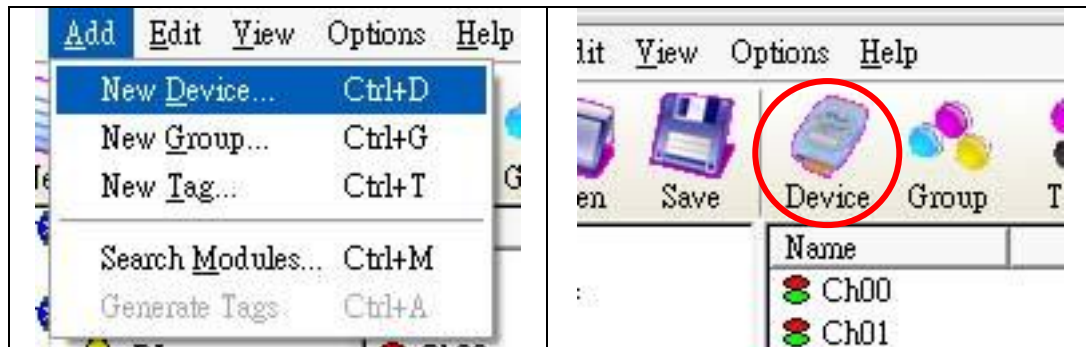 Add Edit View Options Help
New Device... Ctrl+D
New Group... Ctrl+G
New Tag... Ctrl+T
Search Modules... Ctrl+M
Generate Tags Ctrl+A
View Options Help
Save Device Group
Name
Ch00
Ch01